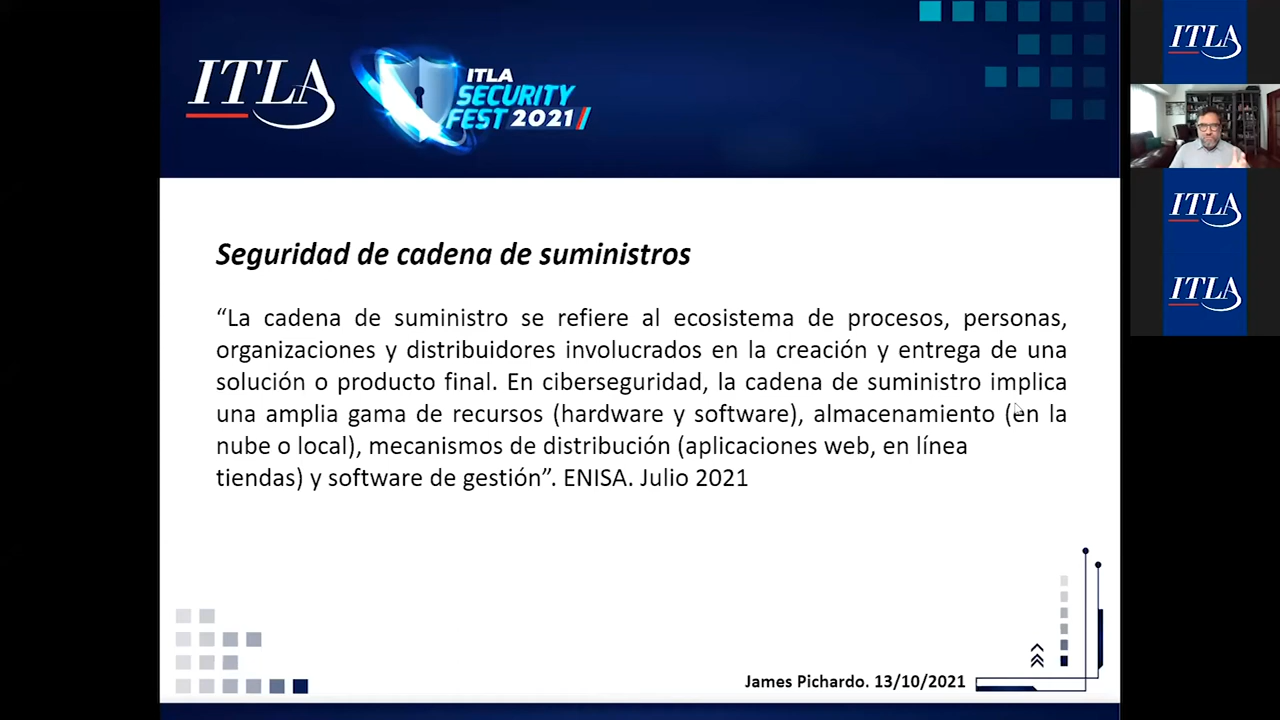 ITLA
ITLA
SECURITY
FEST 2021
Seguridad de cadena de suministros
“La cadena de suministro se refiere al ecosistema de procesos, personas,
organizaciones y distribuidores involucrados en la creación y entrega de una
solución o producto final. En ciberseguridad, la cadena de suministro implica
una amplia gama de recursos (hardware y software), almacenamiento (en la
nube o local), mecanismos de distribución (aplicaciones web, en línea
tiendas) y software de gestión”. ENISA. Julio 2021
James Pichardo. 13/10/2021
ITLA
ITLA
ITLA